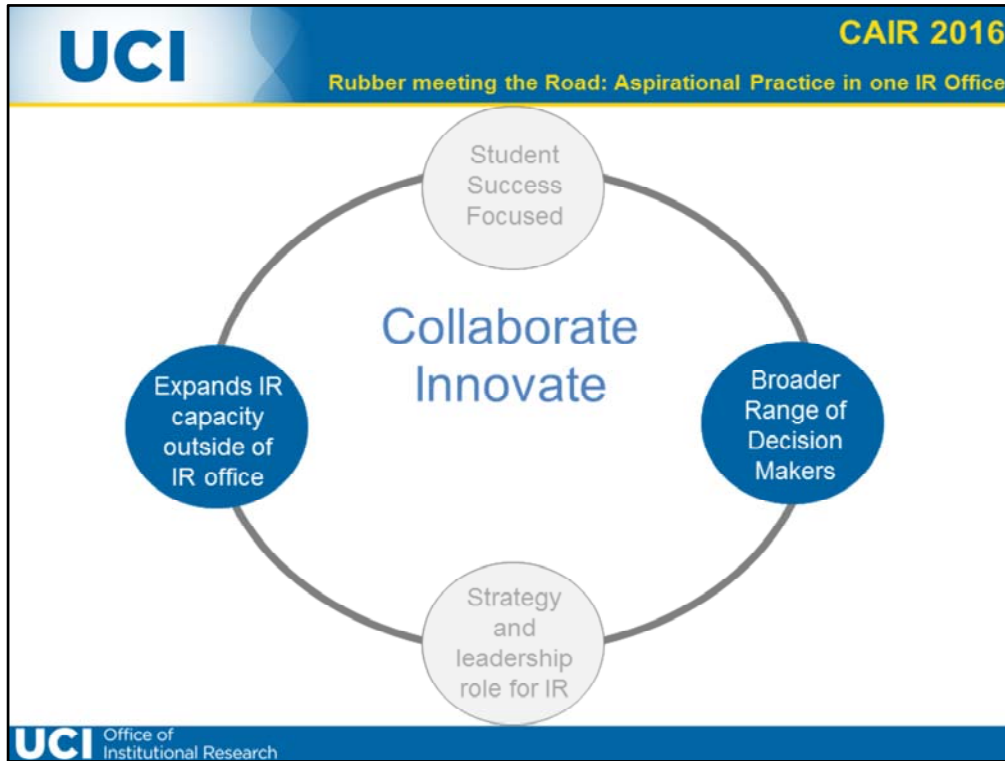 UCI
CAIR 2016
Rubber meeting the Road: Aspirational Practice in one IR Office
Student
Success
Focused
Collaborate
Innovate
Expands IR
capacity
outside of
IR office
Broader
Range of
Decision
Makers
Strategy
and
leadership
role for IR
UCI
Office of
Institutional Research